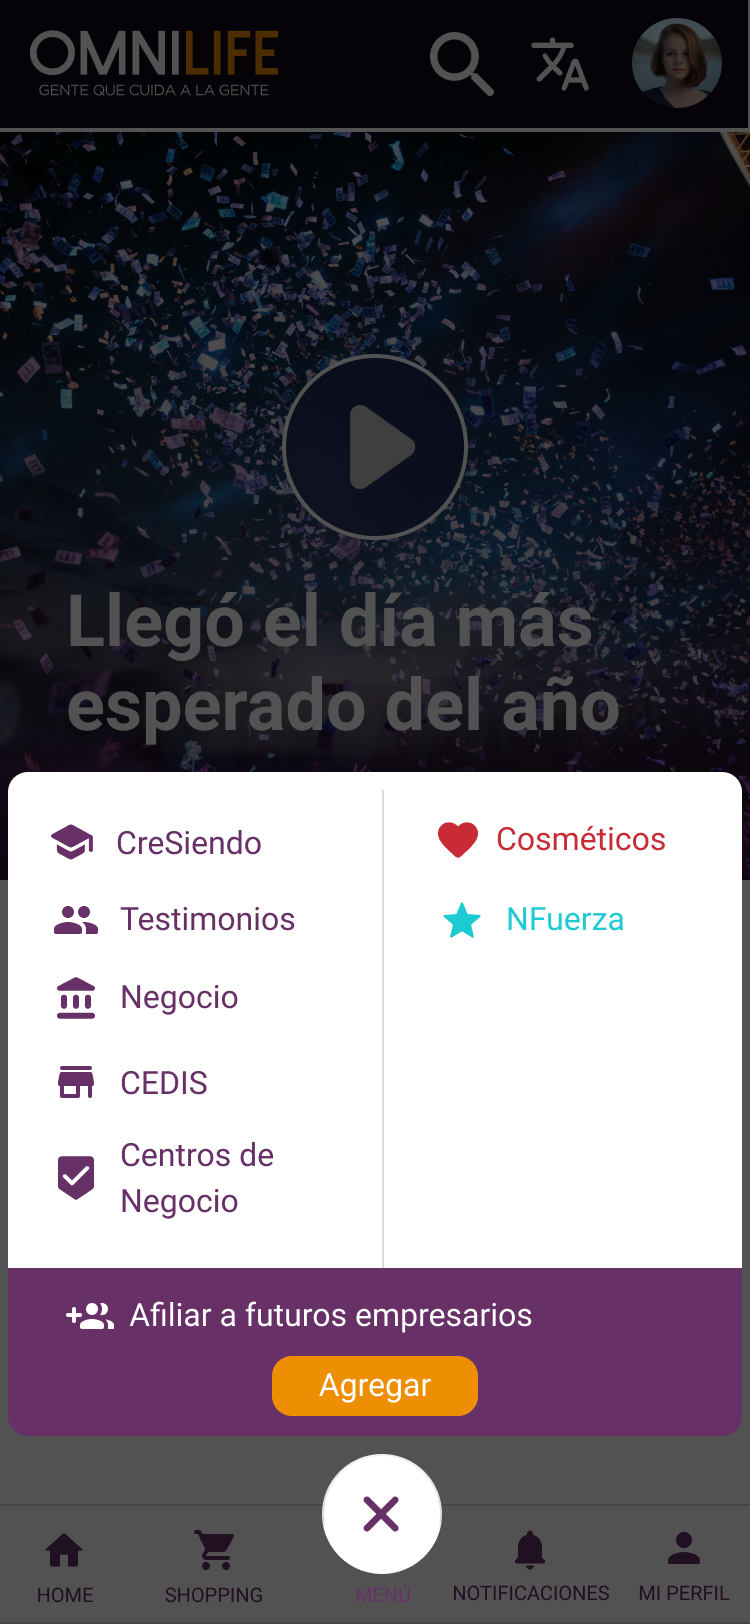 OMNILIFE
GENTE QUE CUIDA A LA GENTE
Llegó el día más
esperado del año
CreSiendo
Testimonios
Negocio
CEDIS
Centros de
Negocio
Cosméticos
NFuerza
Afiliar a futuros empresarios
Agregar
HOME
SHOPPING
MENÚ
NOTIFICACIONES
MI PERFIL